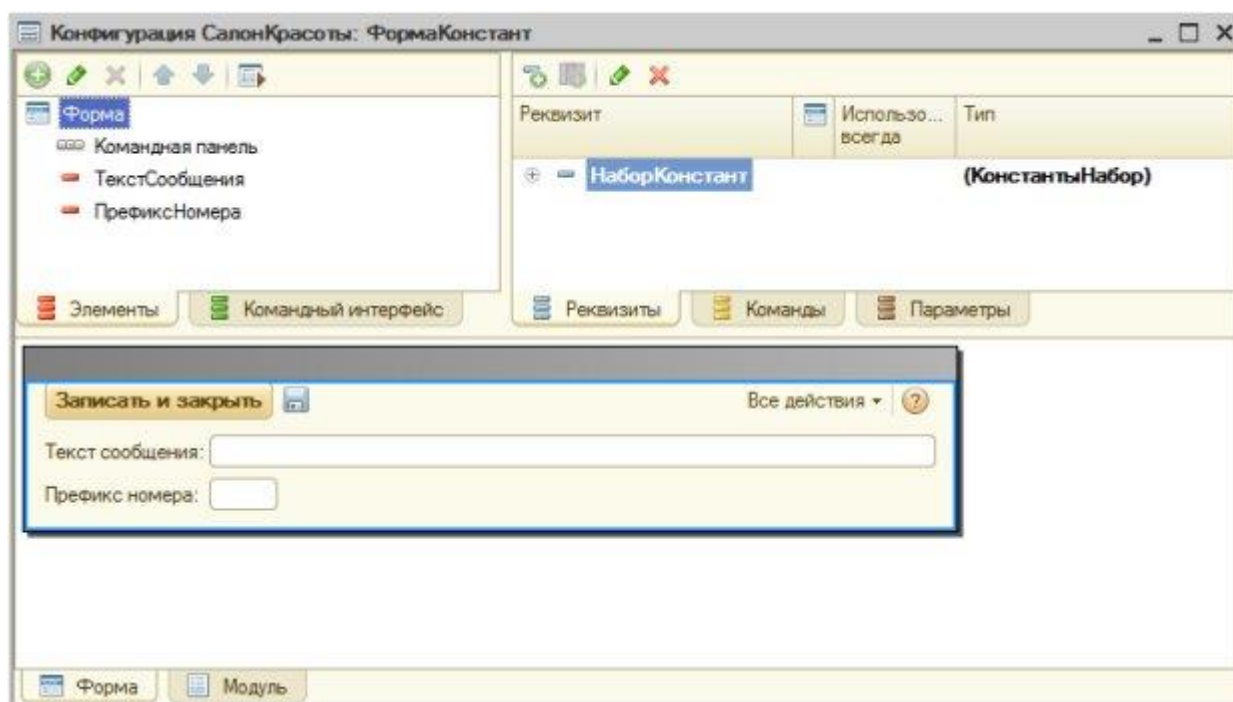 Конфигурация СалонКрасоты: ФормаКонстант
Форма
Командная панель
ТекстСообщения
ПрефиксНомера
Элементы
Командный интерфейс
Реквизит
Использо... всегда
Тип
НаборКонстант
(КонстантыНабор)
Реквизиты
Команды
Параметры
Записать и закрыть
Все действия
Текст сообщения:
Префикс номера:
Форма
Модуль